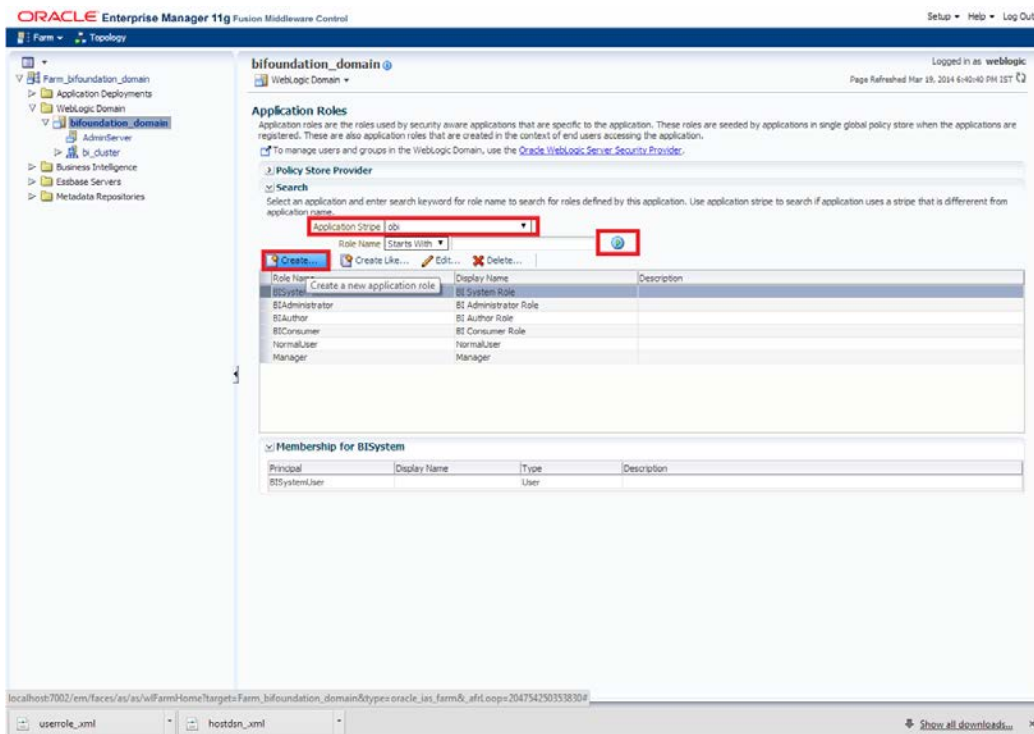 ORACLE Enterprise Manager 11g Fusion Middleware Control
Setup Help Log Out
Farm Topology
Farm_bifoundation_domain
Application Deployments
WebLogic Domain
bifoundation_domain
AdminServer
bi_cluster
Business Intelligence
Essbase Servers
Metadata Repositories
bifoundation_domain
WebLogic Domain
Logged in as weblogic
Page Refreshed Mar 19, 2014 6:40:40 PM IST
Application Roles
Application roles are the roles used by security aware applications that are specific to the application. These roles are seeded by applications in single global policy store when the applications are
registered. These are also application roles that are created in the context of end users accessing the application.
To manage users and groups in the WebLogic Domain, use the Oracle WebLogic Server Security Provider.
Policy Store Provider
Search
Select an application and enter search keyword for role name to search for roles defined by this application. Use application stripe to search if application uses a stripe that is differerent from
application name.
Application Stripe obi
Role Name Starts With
Create... Create Like... Edit... Delete...
Role Name Display Name Description
Create a new application role
BISystem BI System Role
BIAdministrator BI Administrator Role
BIAuthor BI Author Role
BIConsumer BI Consumer Role
NormalUser NormalUser
Manager Manager
Membership for BISystem
Principal Display Name Type Description
BISystemUser User
localhost:7002/em/faces/as/as/wlFarmHome?target=Farm_bifoundation_domain&type=oracle_ias_farm&_afrLoop=204754250353830#
userrole_.xml hostdsn_.xml Show all downloads...